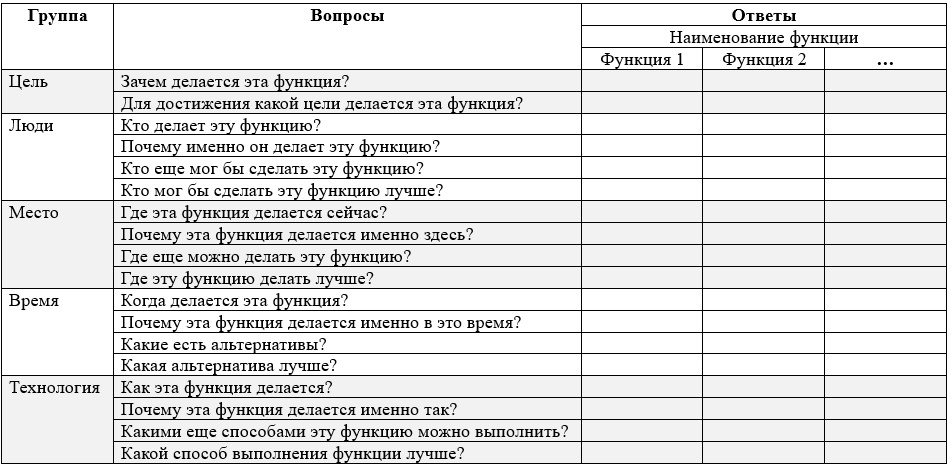 Группа Вопросы Ответы
Наименование функции
Функция 1 Функция 2 ...
Цель Зачем делается эта функция?
Для достижения какой цели делается эта функция?
Люди Кто делает эту функцию?
Почему именно он делает эту функцию?
Кто еще мог бы сделать эту функцию?
Кто мог бы сделать эту функцию лучше?
Место Где эта функция делается сейчас?
Почему эта функция делается именно здесь?
Где еще можно делать эту функцию?
Где эту функцию делать лучше?
Время Когда делается эта функция?
Почему эта функция делается именно в это время?
Какие есть альтернативы?
Какая альтернатива лучше?
Технология Как эта функция делается?
Почему эта функция делается именно так?
Какими еще способами эту функцию можно выполнить?
Какой способ выполнения функции лучше?